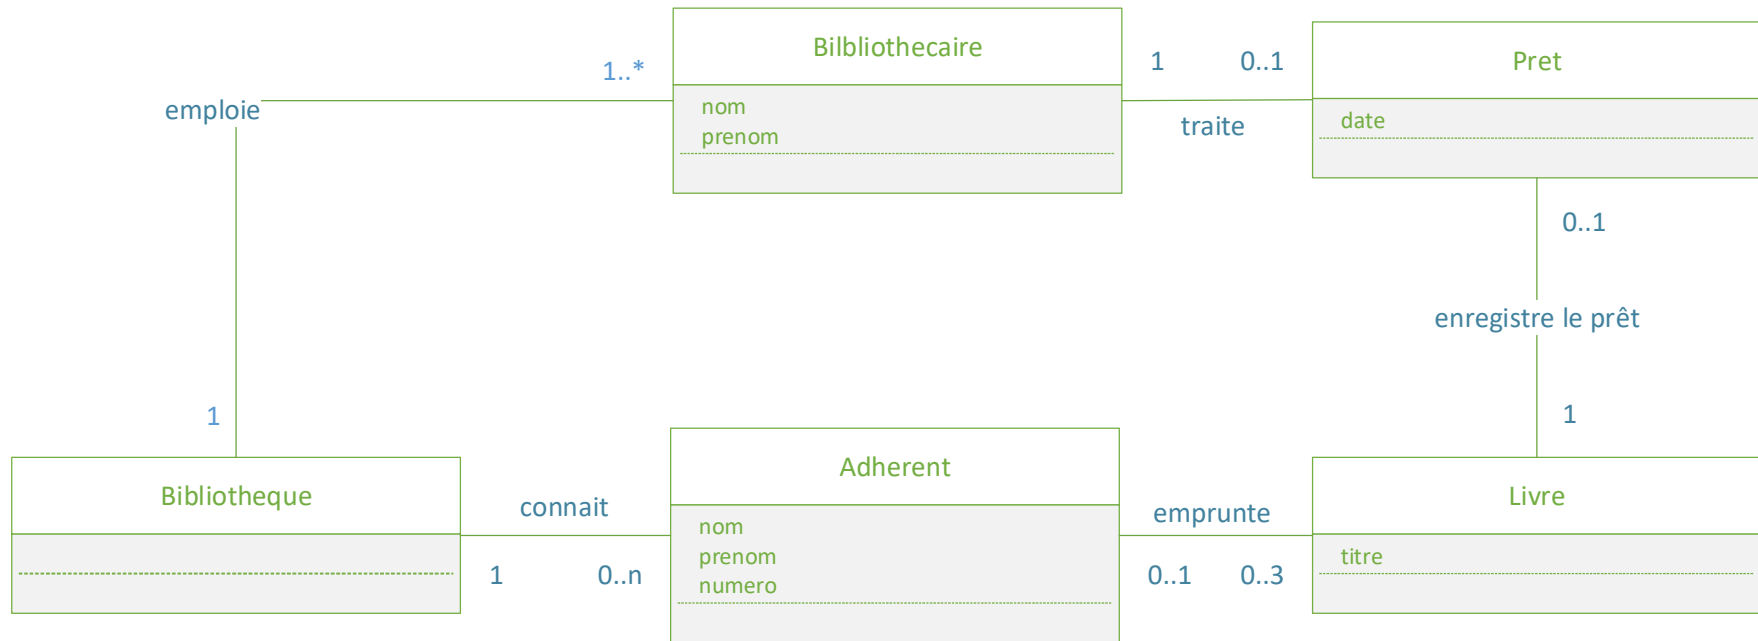 Bilbliothecaire
nom
prenom
1..*
emploie
1
1
0..1
traite
Pret
date
0..1
enregistre le prêt
1
Bibliotheque
connait
1
0..n
Adherent
nom
prenom
numero
emprunte
0..1
0..3
Livre
titre